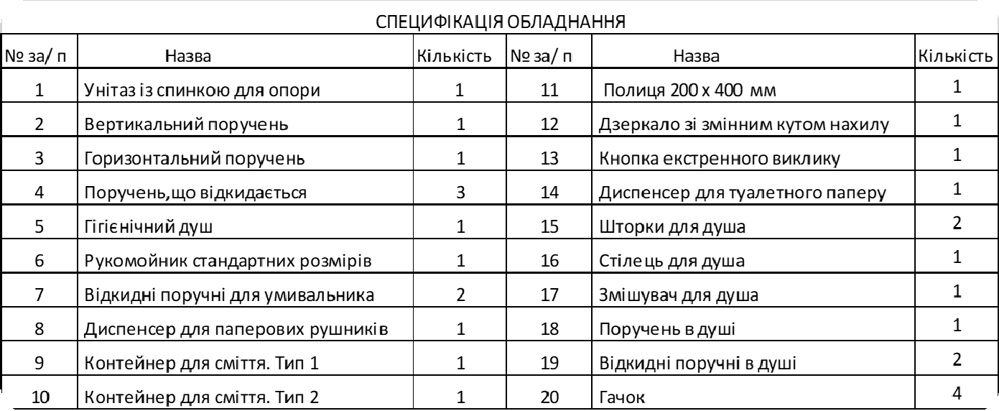 СПЕЦИФІКАЦІЯ ОБЛАДНАННЯ
№ за/ п Назва Кількість № за/ п Назва Кількість
1 Унітаз із спинкою для опори 1 11 Полиця 200 х 400 мм 1
2 Вертикальний поручень 1 12 Дзеркало зі змінним кутом нахилу 1
3 Горизонтальний поручень 1 13 Кнопка екстренного виклику 1
4 Поручень,що відкидається 3 14 Диспенсер для туалетного паперу 1
5 Гігієнічний душ 1 15 Шторки для душа 2
6 Рукомойник стандартних розмірів 1 16 Стілець для душа 1
7 Відкидні поручні для умивальника 2 17 Змішувач для душа 1
8 Диспенсер для паперових рушників 1 18 Поручень в душі 1
9 Контейнер для сміття. Тип 1 1 19 Відкидні поручні в душі 2
10 Контейнер для сміття. Тип 2 1 20 Гачок 4